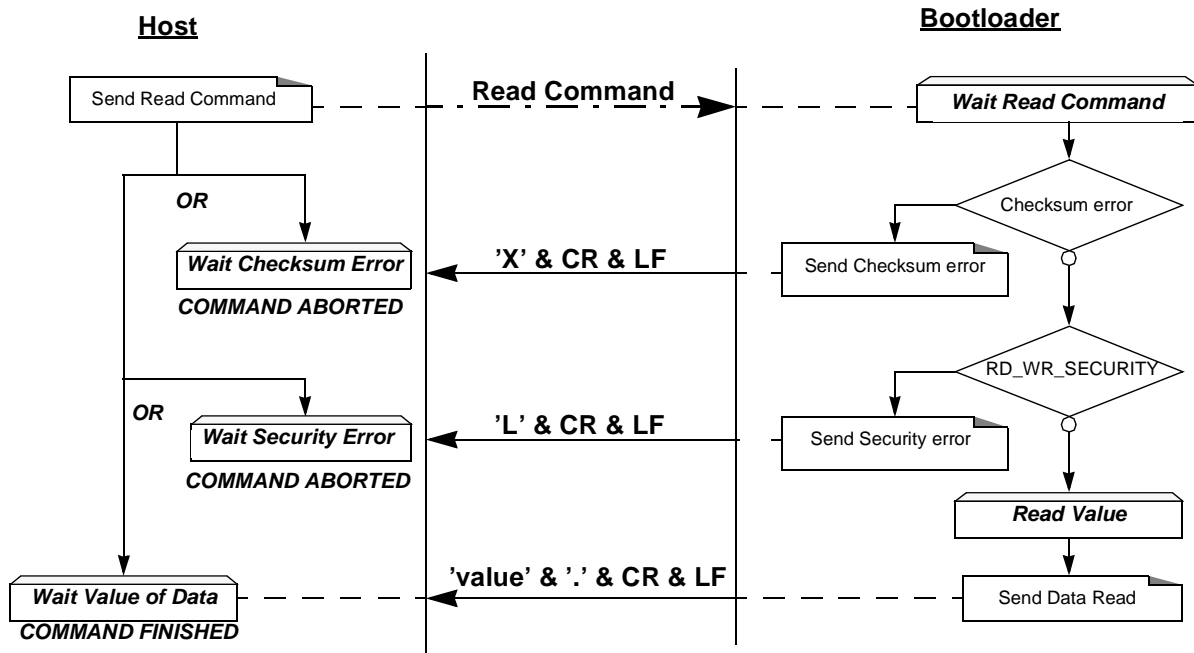 Host
Bootloader
Send Read Command
Read Command
Wait Read Command
OR
Checksum error
Wait Checksum Error
’X’ & CR & LF
Send Checksum error
COMMAND ABORTED
RD_WR_SECURITY
OR
Wait Security Error
’L’ & CR & LF
Send Security error
COMMAND ABORTED
Read Value
’value’ & ’.’ & CR & LF
Wait Value of Data
Send Data Read
COMMAND FINISHED